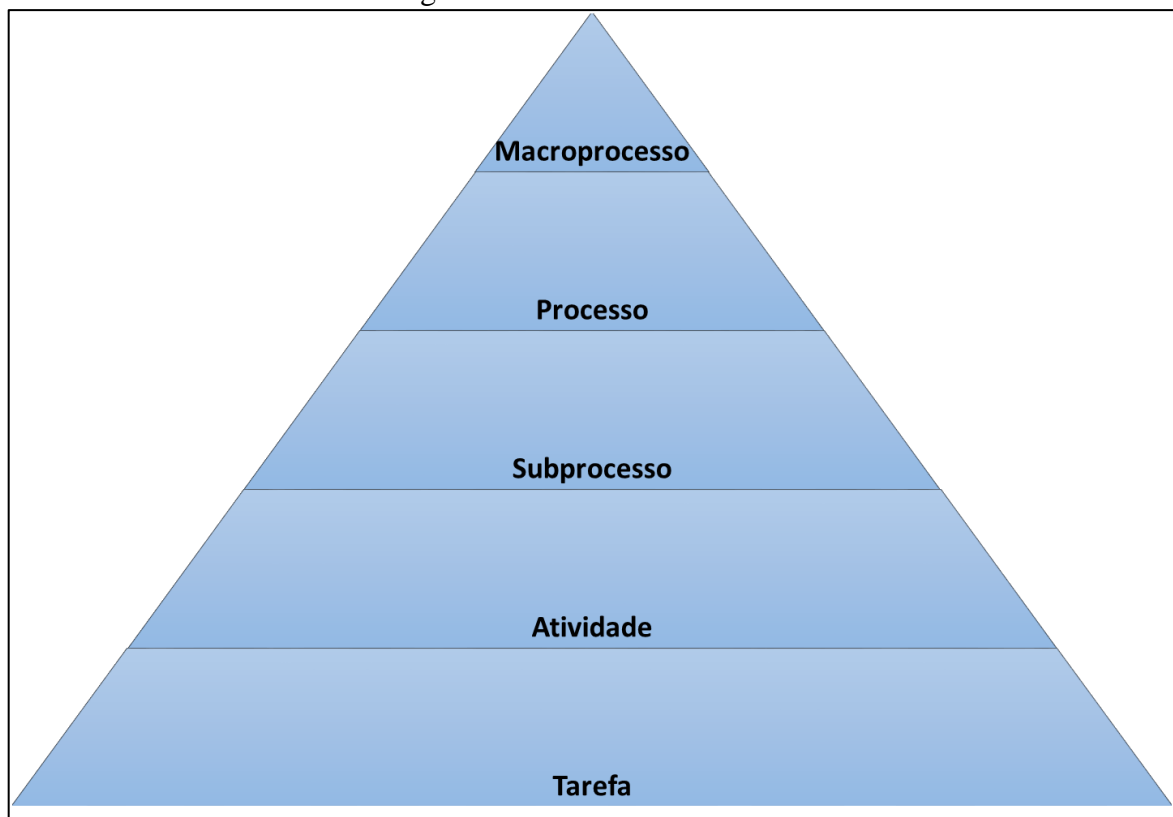 Macroprocesso
Processo
Subprocesso
Atividade
Tarefa